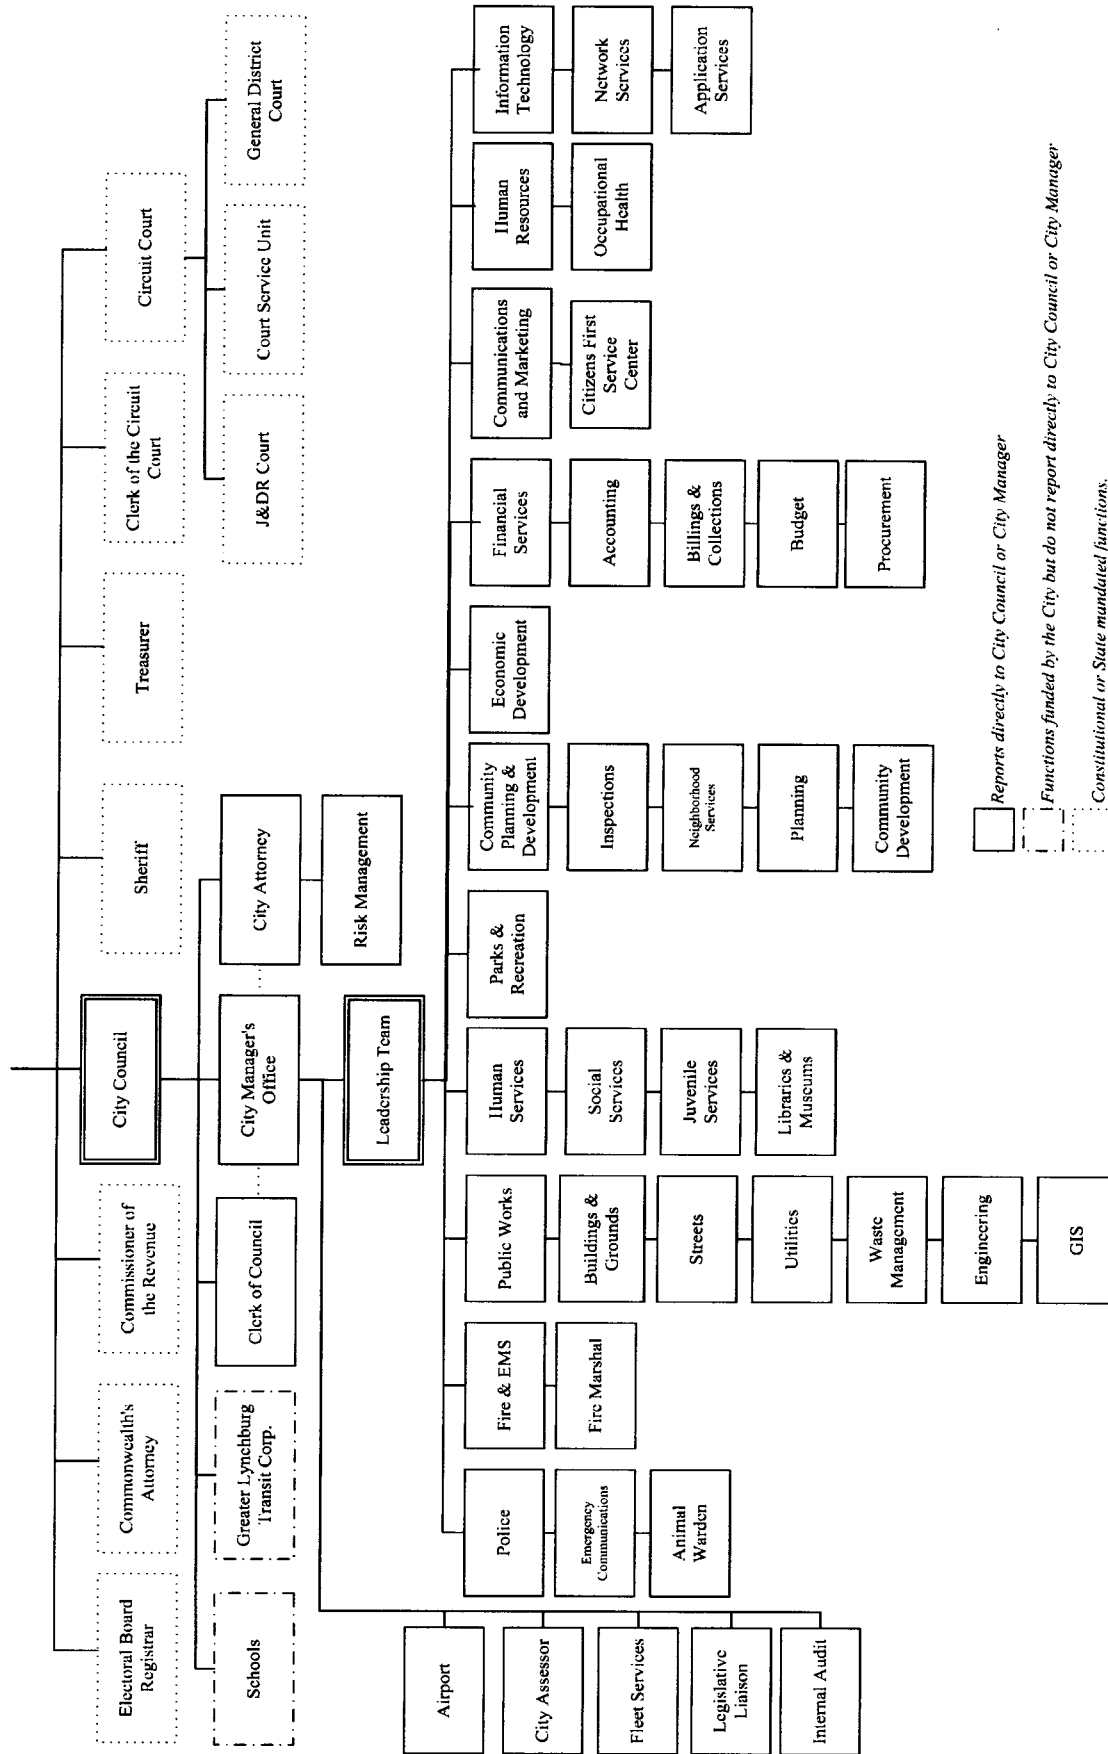 Electoral Board
Registrar
Commonwealth's
Attorney
Commissioner of
the Revenue
City Council
Sheriff
Treasurer
Clerk of the Circuit
Court
Circuit Court
Schools
Greater Lynchburg
Transit Corp.
Clerk of Council
City Manager's
Office
City Attorney
J&DR Court
Court Service Unit
General District
Court
Risk Management
Leadership Team
Airport
City Assessor
Fleet Services
Legislative
Liaison
Internal Audit
Police
Emergency
Communications
Animal
Warden
Fire & EMS
Fire Marshal
Public Works
Buildings &
Grounds
Streets
Utilities
Waste
Management
Engineering
GIS
Human
Services
Social
Services
Juvenile
Services
Libraries &
Museums
Parks &
Recreation
Community
Planning &
Development
Inspections
Neighborhood
Services
Planning
Community
Development
Economic
Development
Financial
Services
Accounting
Billings &
Collections
Budget
Procurement
Communications
and Marketing
Citizens First
Service
Center
Human
Resources
Occupational
Health
Information
Technology
Network
Services
Application
Services
Reports directly to City Council or City Manager
Functions funded by the City but do not report directly to City Council or City Manager
Constitutional or State mandated functions.